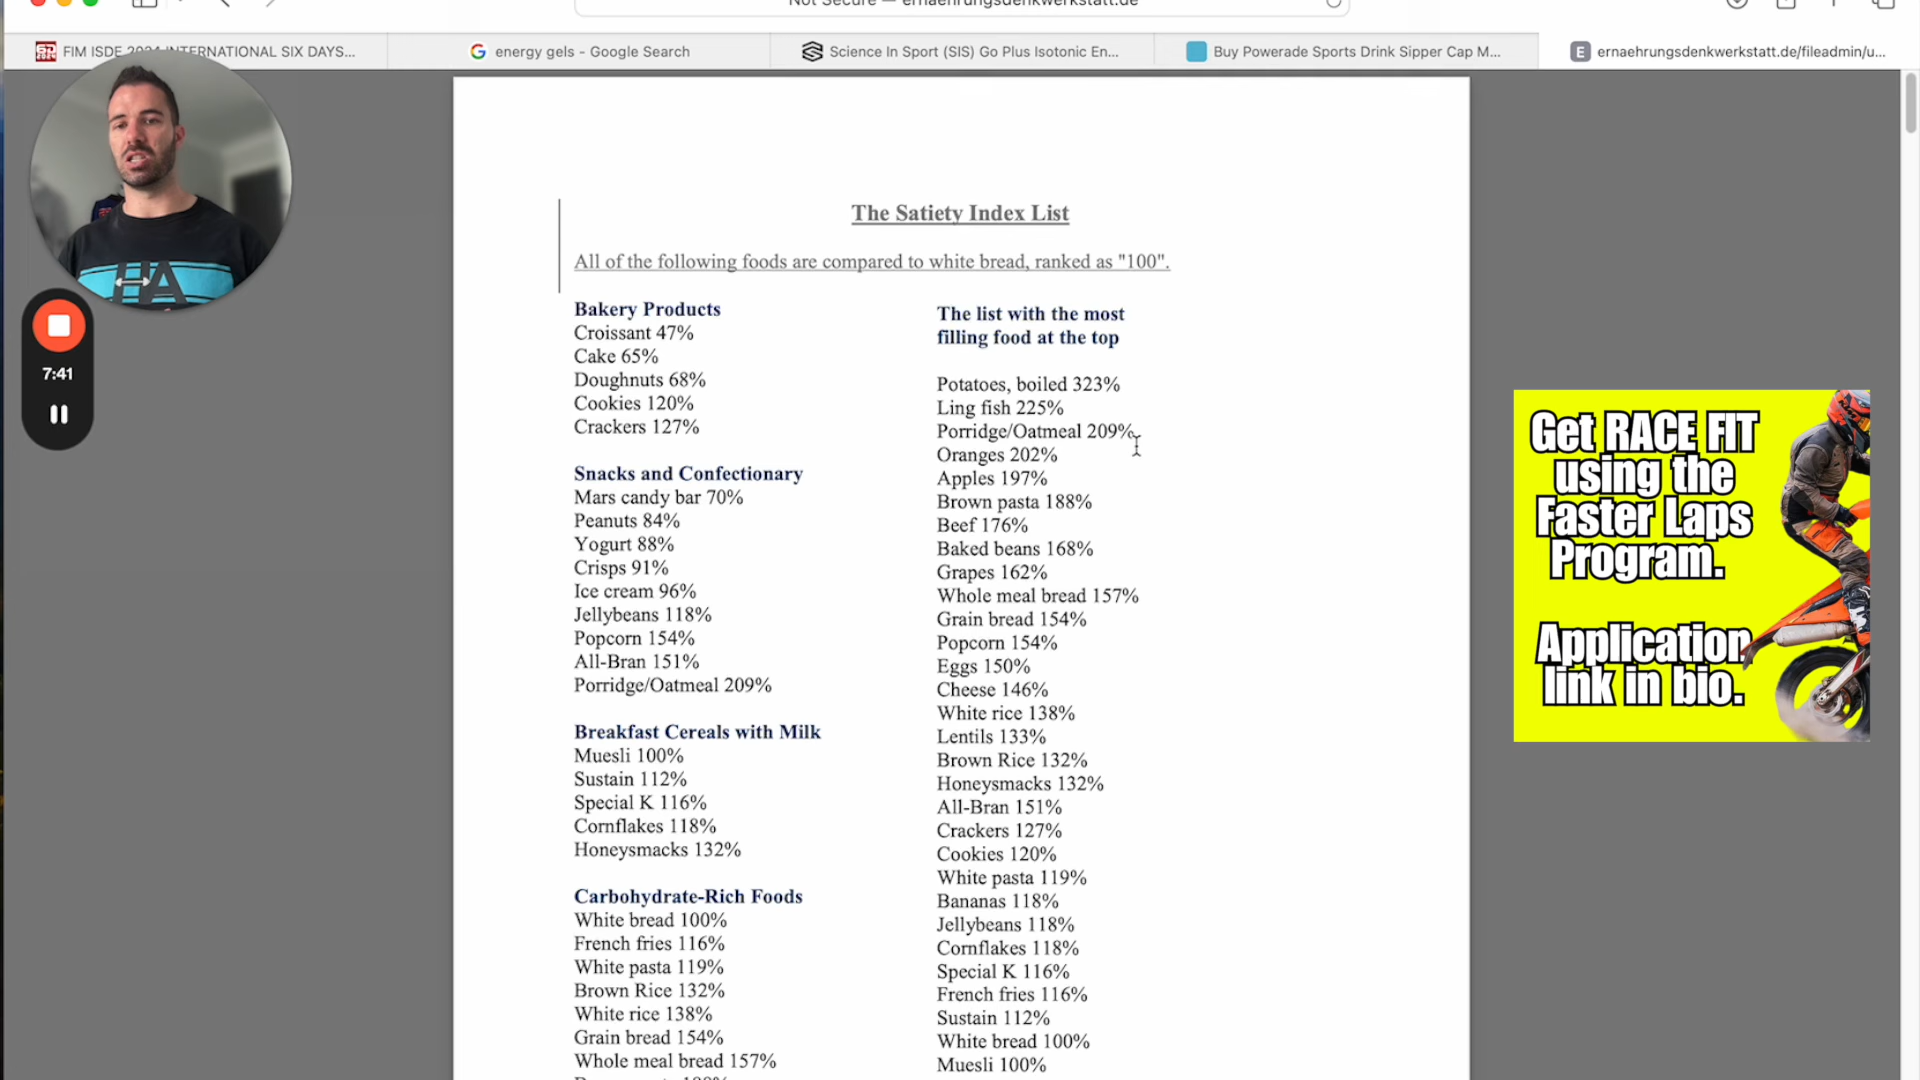 Not Secure — ernaehrungsdenkwerkstatt.de
FIM ISDE 2024 INTERNATIONAL SIX DAYS...
energy gels - Google Search
Science In Sport (SIS) Go Plus Isotonic En...
Buy Powerade Sports Drink Sipper Cap M...
E
ernaehrungsdenkwerkstatt.de/fileadmin/u...
HA
7:41
The Satiety Index List
All of the following foods are compared to white bread, ranked as "100".
Bakery Products
Croissant 47%
Cake 65%
Doughnuts 68%
Cookies 120%
Crackers 127%
Snacks and Confectionary
Mars candy bar 70%
Peanuts 84%
Yogurt 88%
Crisps 91%
Ice cream 96%
Jellybeans 118%
Popcorn 154%
All-Bran 151%
Porridge/Oatmeal 209%
Breakfast Cereals with Milk
Muesli 100%
Sustain 112%
Special K 116%
Cornflakes 118%
Honeysmacks 132%
Carbohydrate-Rich Foods
White bread 100%
French fries 116%
White pasta 119%
Brown Rice 132%
White rice 138%
Grain bread 154%
Whole meal bread 157%
The list with the most
filling food at the top
Potatoes, boiled 323%
Ling fish 225%
Porridge/Oatmeal 209%
Oranges 202%
Apples 197%
Brown pasta 188%
Beef 176%
Baked beans 168%
Grapes 162%
Whole meal bread 157%
Grain bread 154%
Popcorn 154%
Eggs 150%
Cheese 146%
White rice 138%
Lentils 133%
Brown Rice 132%
Honeysmacks 132%
All-Bran 151%
Crackers 127%
Cookies 120%
White pasta 119%
Bananas 118%
Jellybeans 118%
Cornflakes 118%
Special K 116%
French fries 116%
Sustain 112%
White bread 100%
Muesli 100%
Get RACE FIT
using the
Faster Laps
Program.
Application
link in bio.